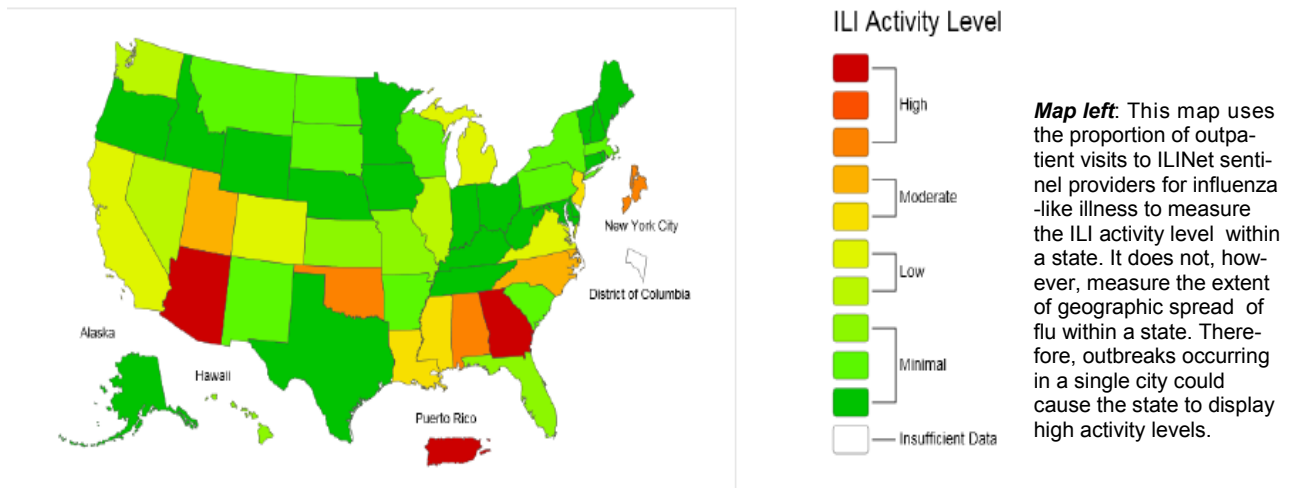 ILI Activity Level
High
Moderate
Low
Minimal
Insufficient Data
New York City
District of Columbia
Alaska
Hawaii
Puerto Rico
Map left: This map uses
the proportion of outpa-
tient visits to ILINet senti-
nel providers for influenza
-like illness to measure
the ILI activity level within
a state. It does not, how-
ever, measure the extent
of geographic spread of
flu within a state. There-
fore, outbreaks occurring
in a single city could
cause the state to display
high activity levels.